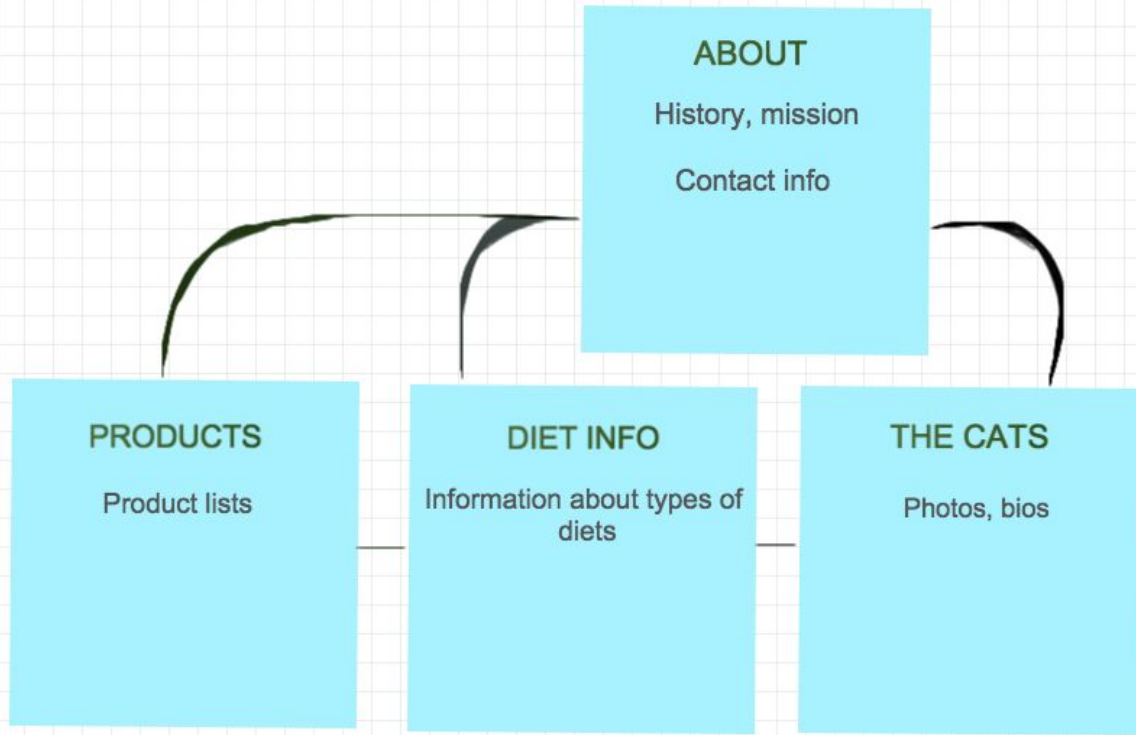 ABOUT
History, mission
Contact info
PRODUCTS
Product lists
DIET INFO
Information about types of
diets
THE CATS
Photos, bios